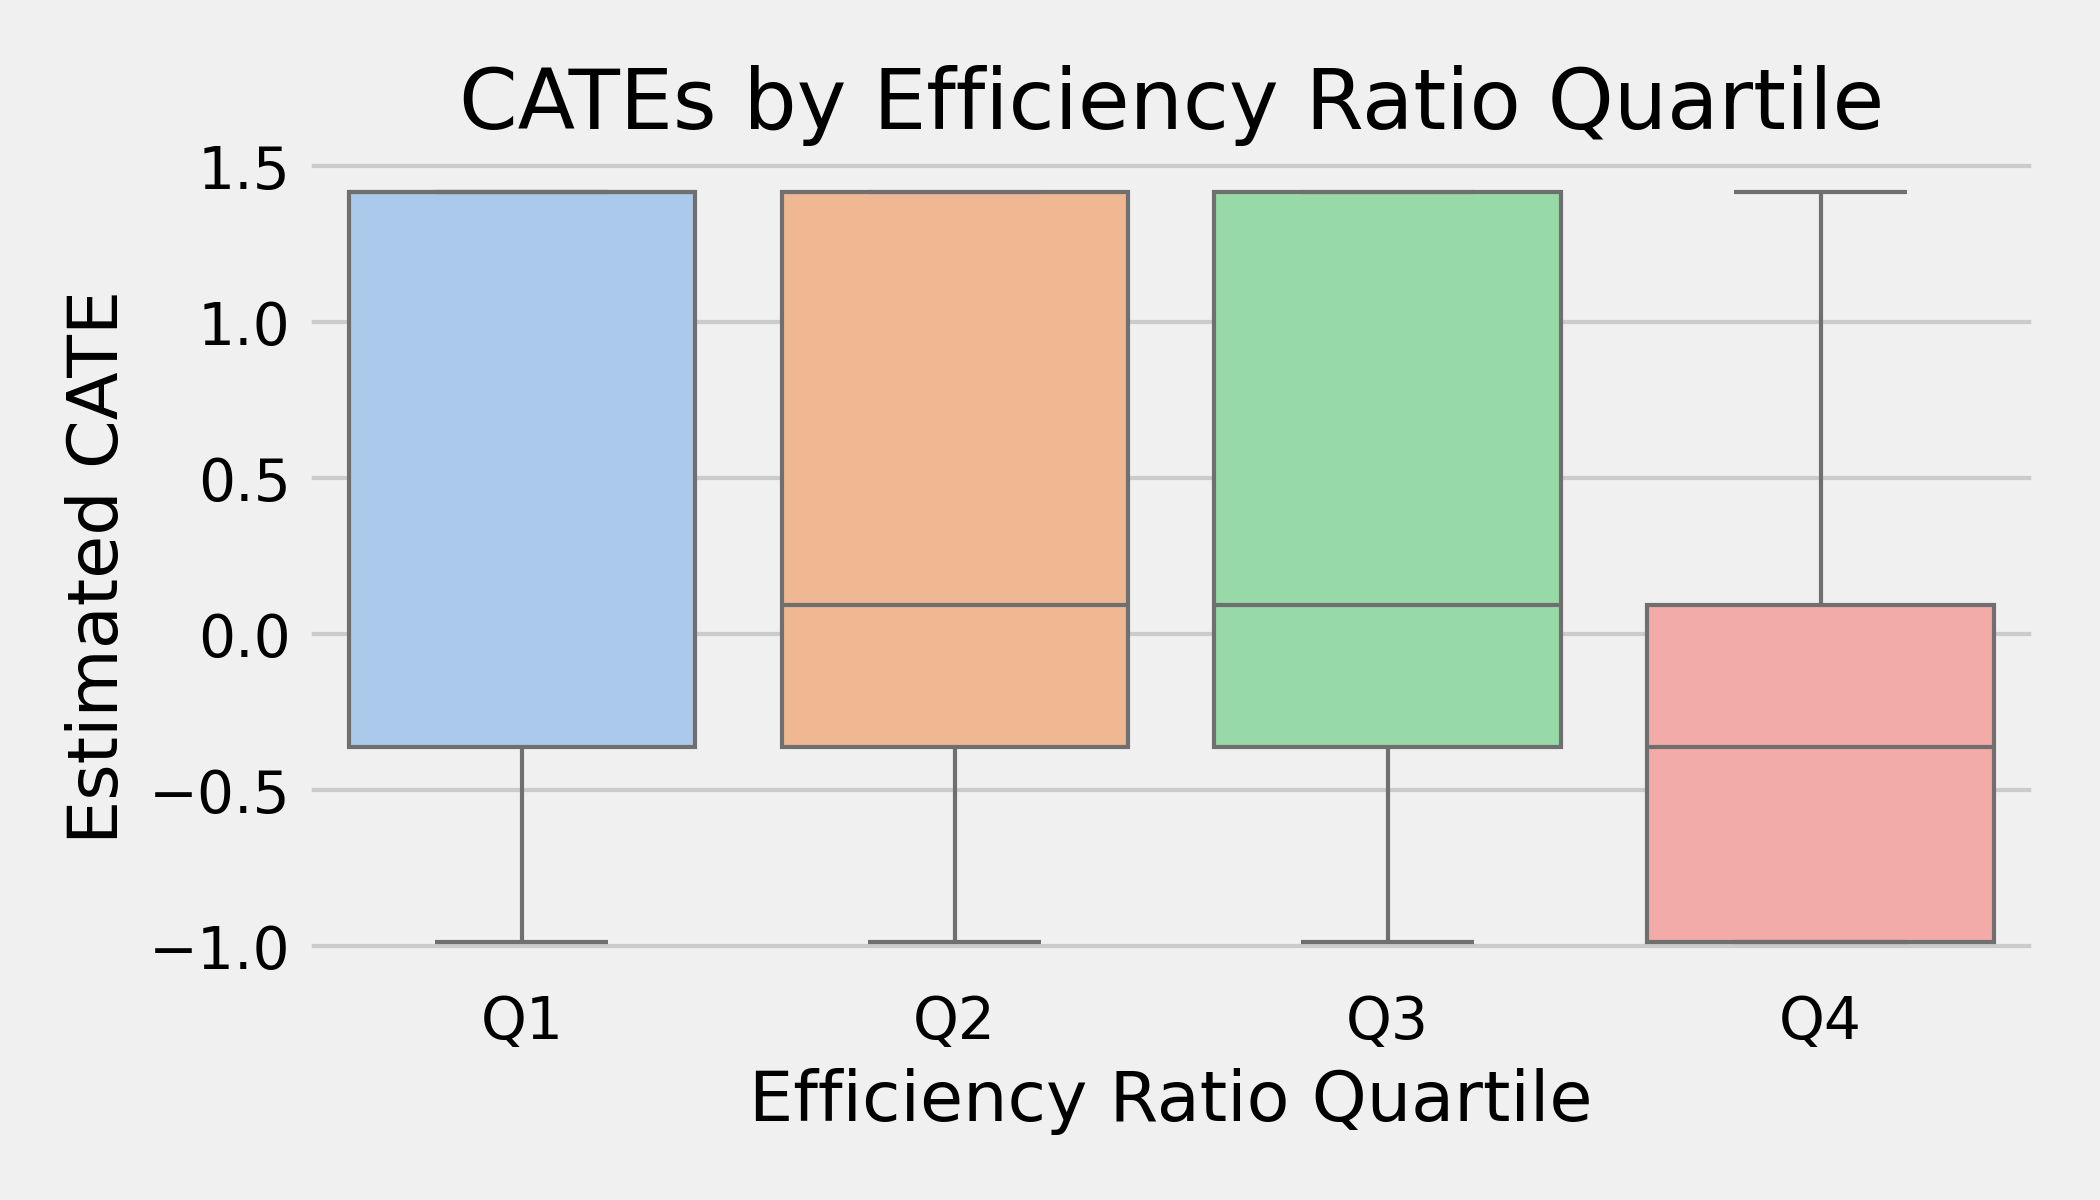 CATEs by Efficiency Ratio Quartile
Estimated CATE
1.5
1.0
0.5
0.0
−0.5
−1.0
Q1 Q2 Q3 Q4
Efficiency Ratio Quartile